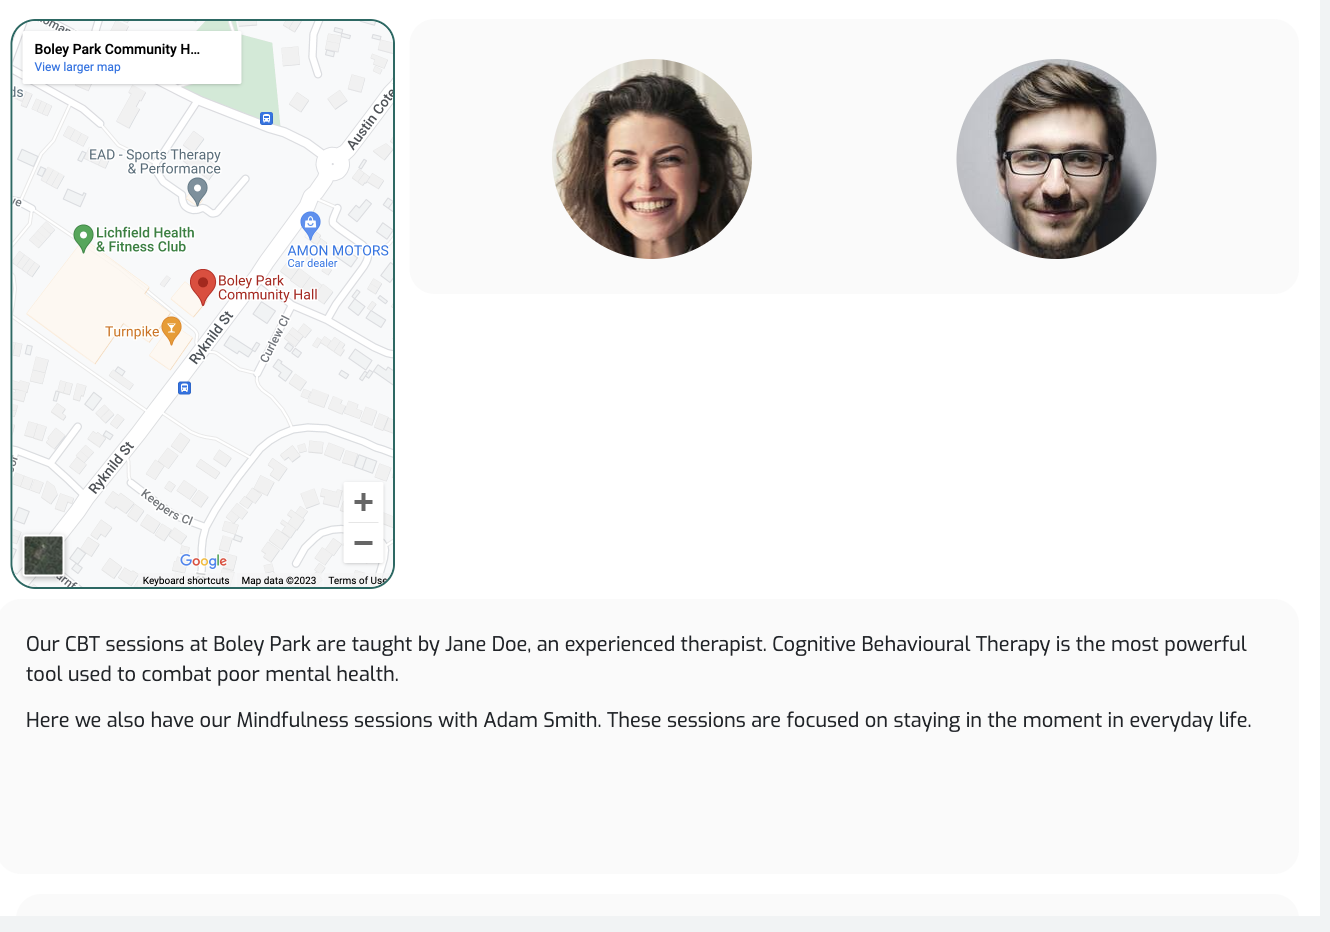 Boley Park Community H...
View larger map
Austin Cote
EAD - Sports Therapy
& Performance
Lichfield Health
& Fitness Club
AMON MOTORS
Car dealer
Boley Park
Community Hall
Turnpike
Ryknild St
Curlew Cl
Ryknild St
Keepers Cl
Google
Keyboard shortcuts
Map data ©2023
Terms of Use
Our CBT sessions at Boley Park are taught by Jane Doe, an experienced therapist. Cognitive Behavioural Therapy is the most powerful
tool used to combat poor mental health.
Here we also have our Mindfulness sessions with Adam Smith. These sessions are focused on staying in the moment in everyday life.